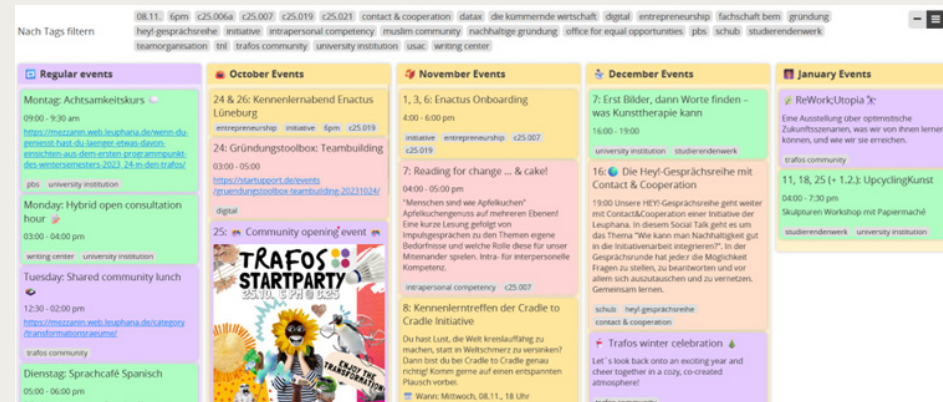 Nach Tags filtern
08.11. 6pm c25.006a c25.007 c25.019 c25.021 contact & cooperation datax die kümmernde wirtschaft digital entrepreneurship fachschaft bem gründung
heyl-gesprächsreihe initiative intrapersonal competency muslim community nachhaltige gründung office for equal opportunities pbs schub studierendenwerk
teamorganisation tnl trafos community university institution usac writing center
Regular events
Montag: Achtsamkeitskurs
09:00 - 9:30 am
https://mezzanin.web.leuphana.de/wenn-du-
geniesst-hast-du-laenger-etwas-davon-
einsichten-aus-dem-ersten-programmpunkt-
des-wintersemesters-2023_24-in-den-trafos/
pbs university institution
Monday: Hybrid open consultation
hour
03:00 - 04:00 pm
writing center university institution
Tuesday: Shared community lunch
12:30 - 02:00 pm
https://mezzanin.web.leuphana.de/category
/transformationsraeume/
trafos community
Dienstag: Sprachcafé Spanisch
05:00 - 06:00 pm
October Events
24 & 26: Kennenlernabend Enactus
Lüneburg
entrepreneurship initiative 6pm c25.019
24: Gründungstoolbox: Teambuilding
03:00 - 05:00
https://startupport.de/events
/gruendungstoolbox-teambuilding-20231024/
digital
25: Community opening event
TRAFOS
STARTPARTY
25.10. 6 PM @ C.25
ENJOY THE
TRANSFORMATION
November Events
1, 3, 6: Enactus Onboarding
4:00 - 6:00 pm
initiative entrepreneurship c25.007
c25.019
7: Reading for change ... & cake!
04:00 - 05:00 pm
"Menschen sind wie Apfelkuchen"
Apfelkuchengenuss auf mehreren Ebenen!
Eine kurze Lesung gefolgt von
Impulsgesprächen zu den Themen eigene
Bedürfnisse und welche Rolle diese für unser
Miteinander spielen. Intra- für interpersonelle
Kompetenz.
intrapersonal competency c25.007
8: Kennenlerntreffen der Cradle to
Cradle Initiative
Du hast Lust, die Welt kreislauffähig zu
machen, statt in Weltschmerz zu versinken?
Dann bist du bei Cradle to Cradle genau
richtig! Komm gerne auf einen entspannten
Plausch vorbei.
Wann: Mittwoch, 08.11., 18 Uhr
December Events
7: Erst Bilder, dann Worte finden –
was Kunsttherapie kann
16:00 - 19:00
university institution studierendenwerk
16: Die Hey!-Gesprächsreihe mit
Contact & Cooperation
19:00 Unsere HEY!-Gesprächsreihe geht weiter
mit Contact&Cooperation einer Initiative der
Leuphana. In diesem Social Talk geht es um
das Thema "Wie kann man Nachhaltigkeit gut
in die Initiativenarbeit integrieren?". In der
Gesprächsrunde hat jeder die Möglichkeit
Fragen zu stellen, zu beantworten und vor
allem sich auszutauschen und zu vernetzen.
Gemeinsam lernen.
schub heyl-gesprächsreihe
contact & cooperation
Trafos winter celebration
Let´s look back onto an exciting year and
cheer together in a cozy, co-created
atmosphere!
trafos community
January Events
ReWork;Utopia
Eine Ausstellung über optimistische
Zukunftsszenarien, was wir von ihnen lernen
können, und wie wir sie erreichen.
trafos community
11, 18, 25 (+ 1.2.): UpcyclingKunst
04:00 - 7:30 pm
Skulpturen Workshop mit Papiermaché
studierendenwerk university institution